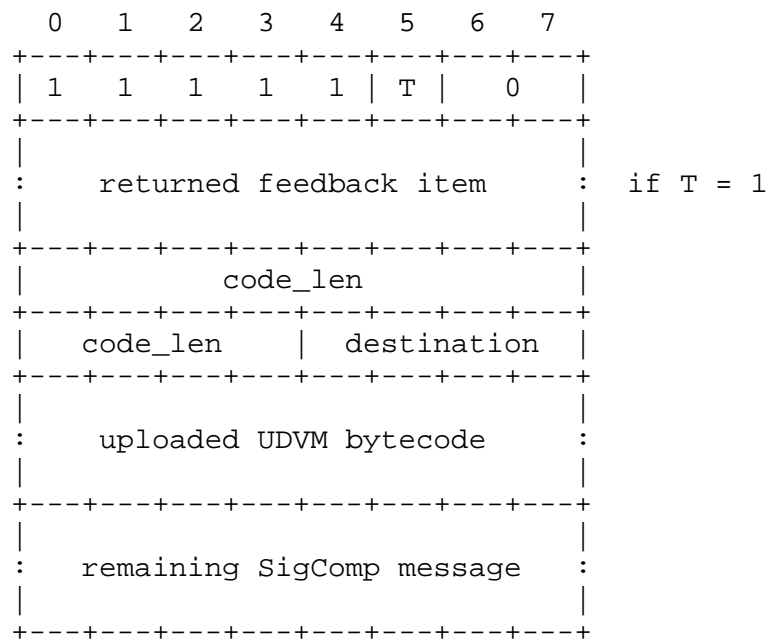 0   1   2   3   4   5   6   7
+---+---+---+---+---+---+---+---+
| 1   1   1   1   1 | T |   0   |
+---+---+---+---+---+---+---+---+
|                               |
:    returned feedback item     :  if T = 1
|                               |
+---+---+---+---+---+---+---+---+
|           code_len            |
+---+---+---+---+---+---+---+---+
|   code_len    |  destination  |
+---+---+---+---+---+---+---+---+
|                               |
:    uploaded UDVM bytecode     :
|                               |
+---+---+---+---+---+---+---+---+
|                               |
:   remaining SigComp message   :
|                               |
+---+---+---+---+---+---+---+---+